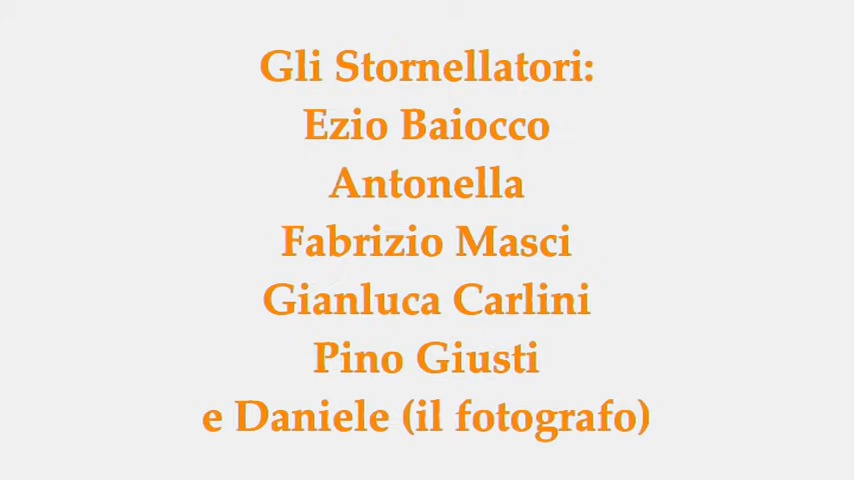 Gli Stornellatori:
Ezio Baiocco
Antonella
Fabrizio Masci
Gianluca Carlini
Pino Giusti
e Daniele (il fotografo)